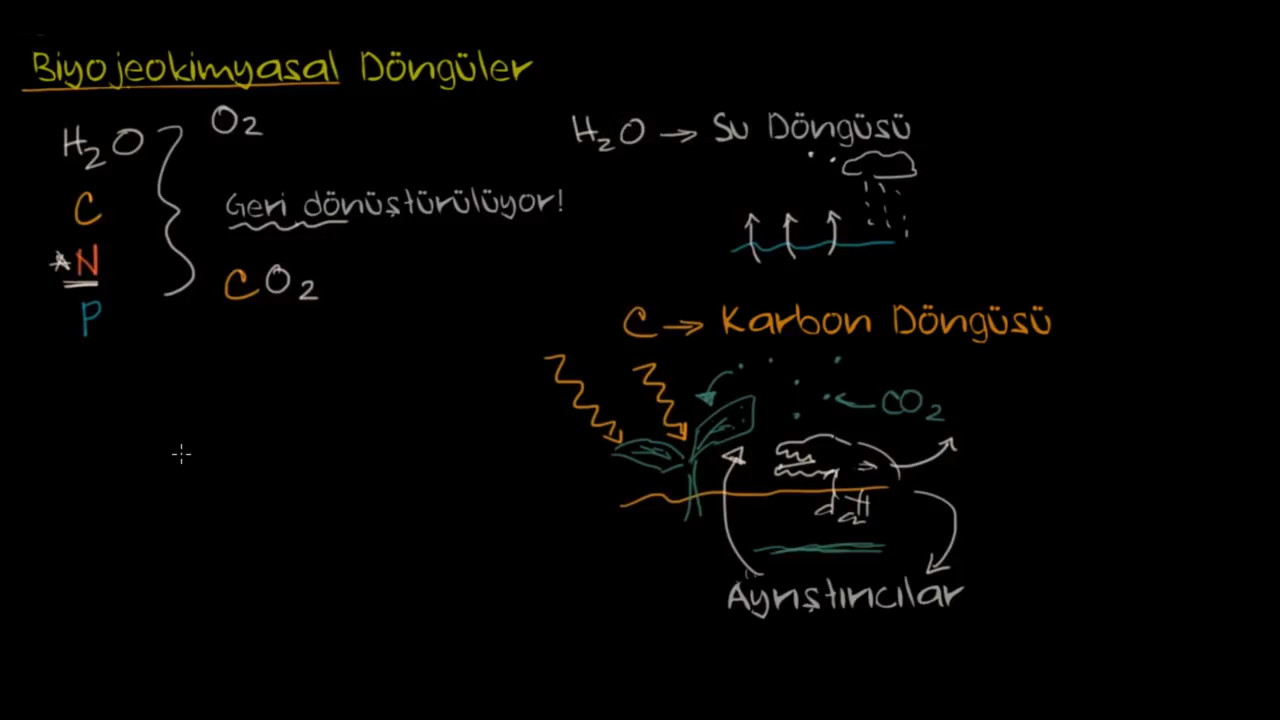 Biyojeokimyasal Döngüler
H₂O
O₂
C
Geri dönüştürülüyor!
*N
CO₂
P
H₂O → Su Döngüsü
C → Karbon Döngüsü
CO₂
Ayrıştırıcılar